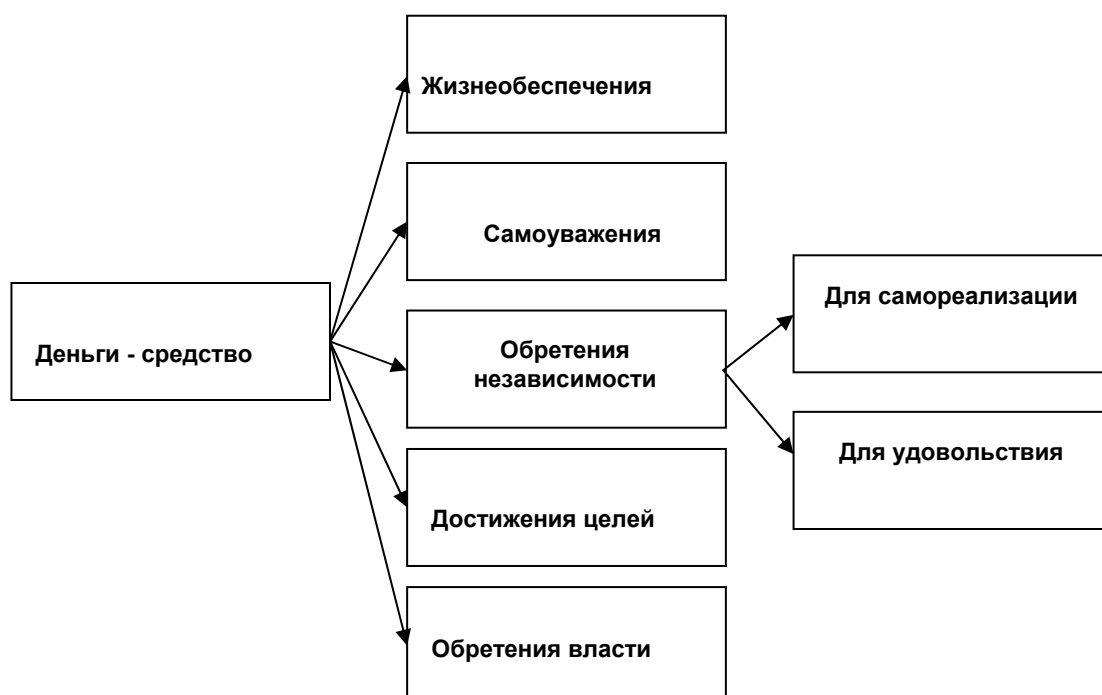 Жизнеобеспечения
Самоуважения
Для самореализации
Деньги - средство
Обретения
независимости
Для удовольствия
Достижения целей
Обретения власти